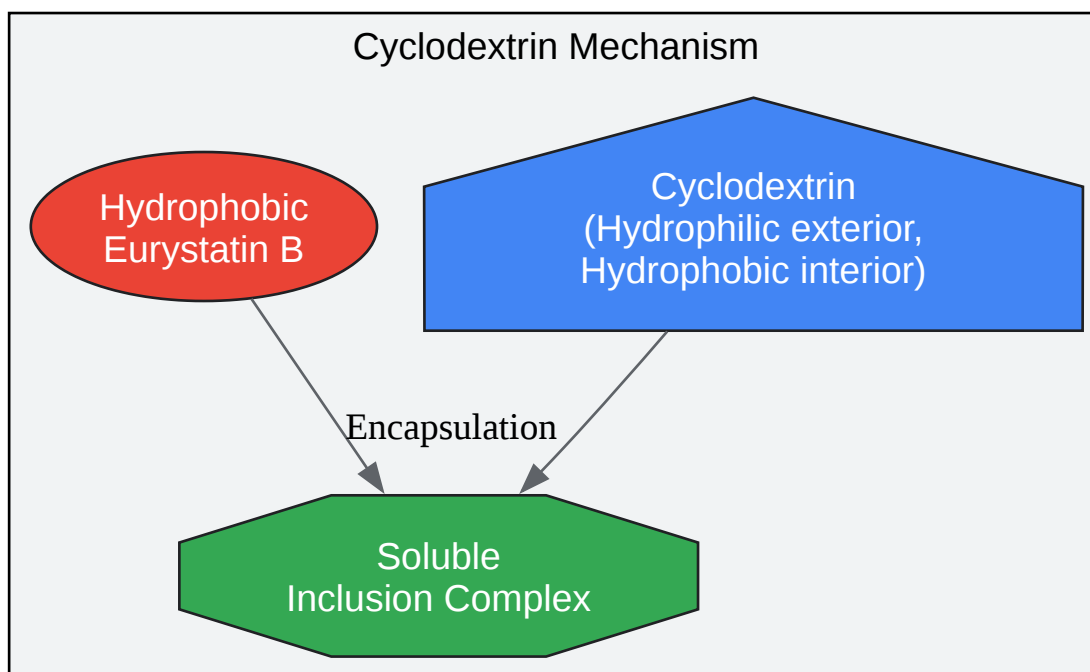 Cyclodextrin Mechanism
Hydrophobic
Eurystatin B
Cyclodextrin
(Hydrophilic exterior,
Hydrophobic interior)
Encapsulation
Soluble
Inclusion Complex